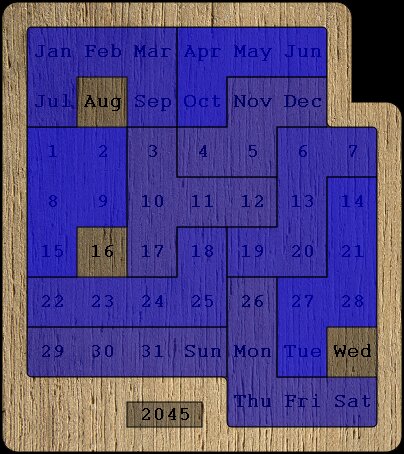 Jan Feb Mar Apr May Jun
Jul Aug Sep Oct Nov Dec
1 2 3 4 5 6 7
8 9 10 11 12 13 14
15 16 17 18 19 20 21
22 23 24 25 26 27 28
29 30 31 Sun Mon Tue Wed
Thu Fri Sat
2045